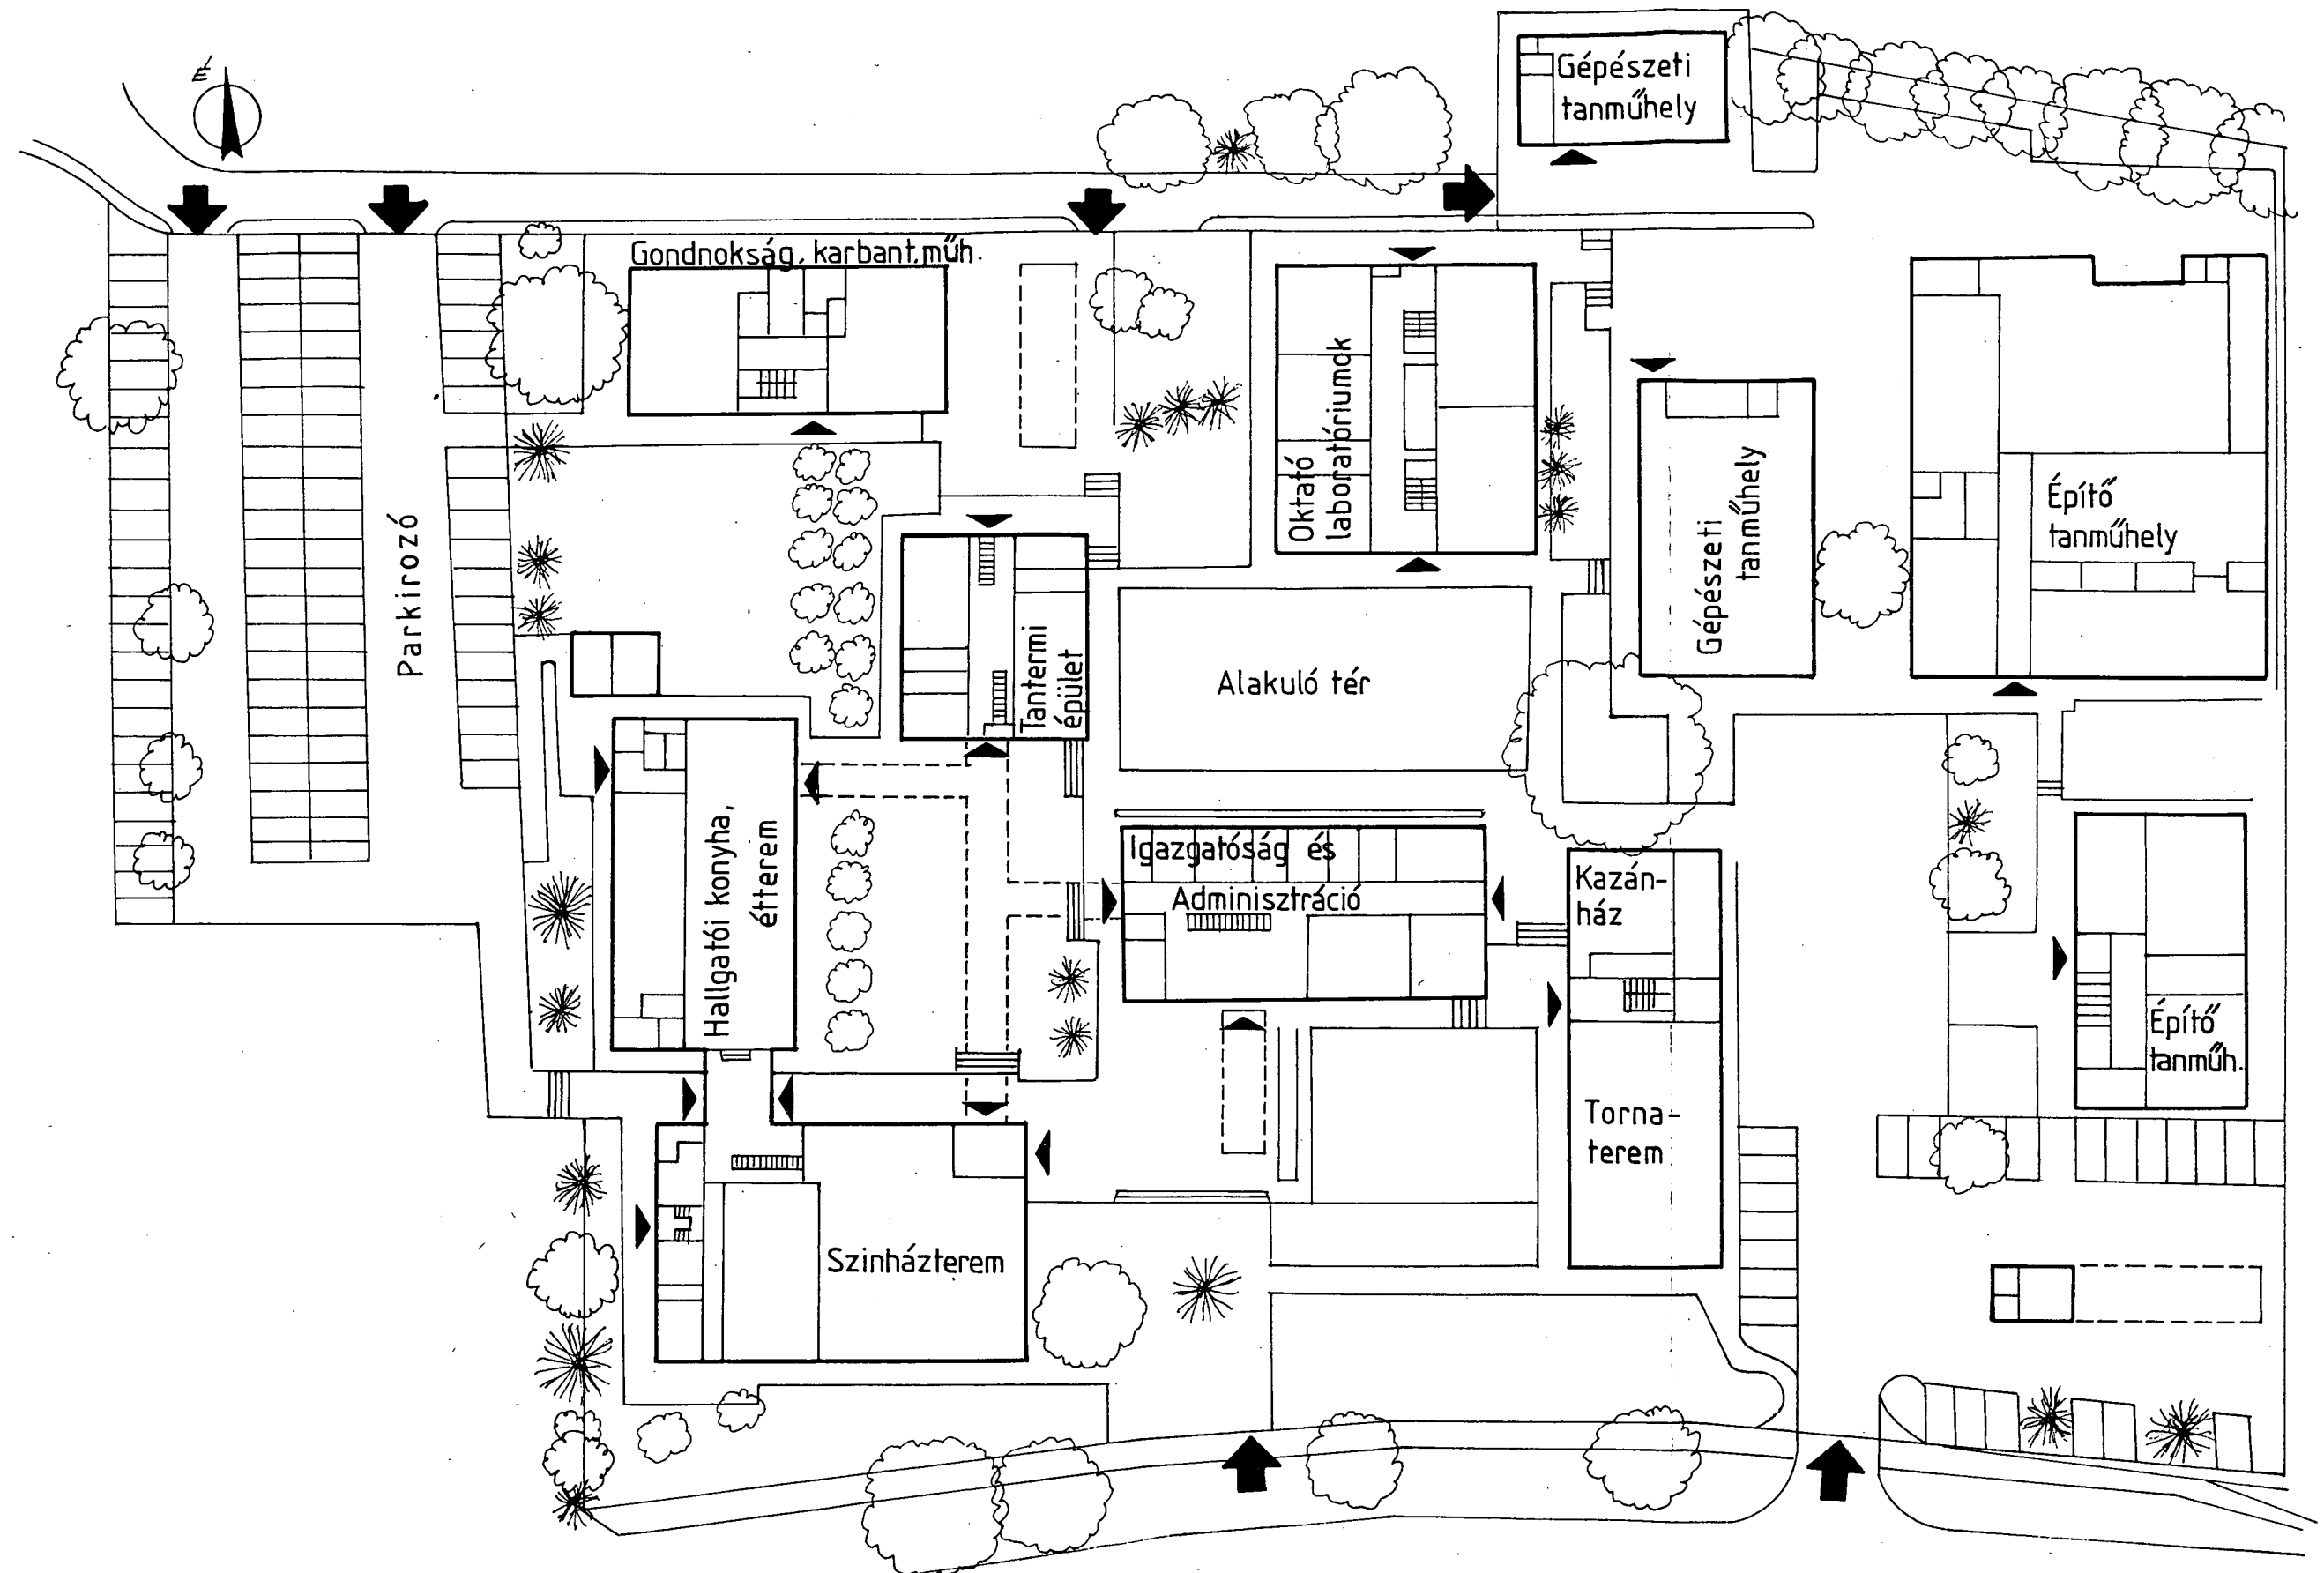 É
Gépészeti
tanműhely
Gondnokság, karbant.műh.
Parkirozó
Oktató
laboratóriumok
Gépészeti
tanműhely
Építő
tanműhely
Tantermi
épület
Alakuló tér
Hallgatói konyha,
étterem
Igazgatóság és
Adminisztráció
Kazán-
ház
Építő
tanműh.
Torna-
terem
Szinházterem